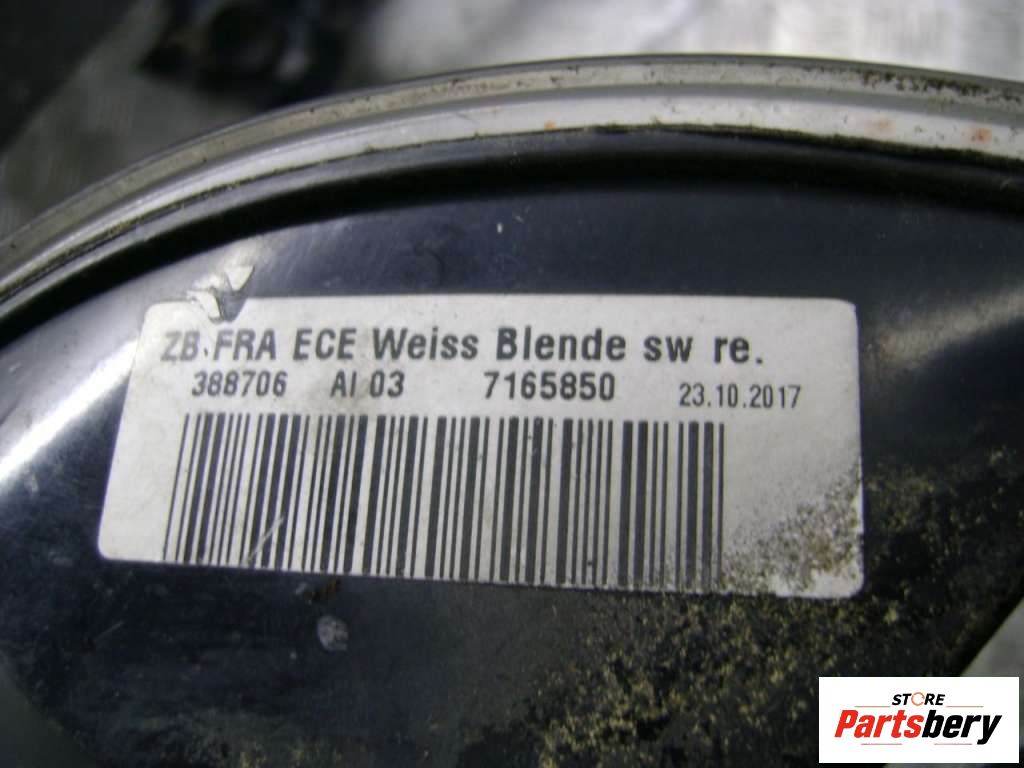 ZB FRA ECE Weiss Blende sw re.
388706 AI 03 7165850 23.10.2017
STORE
Partsbery